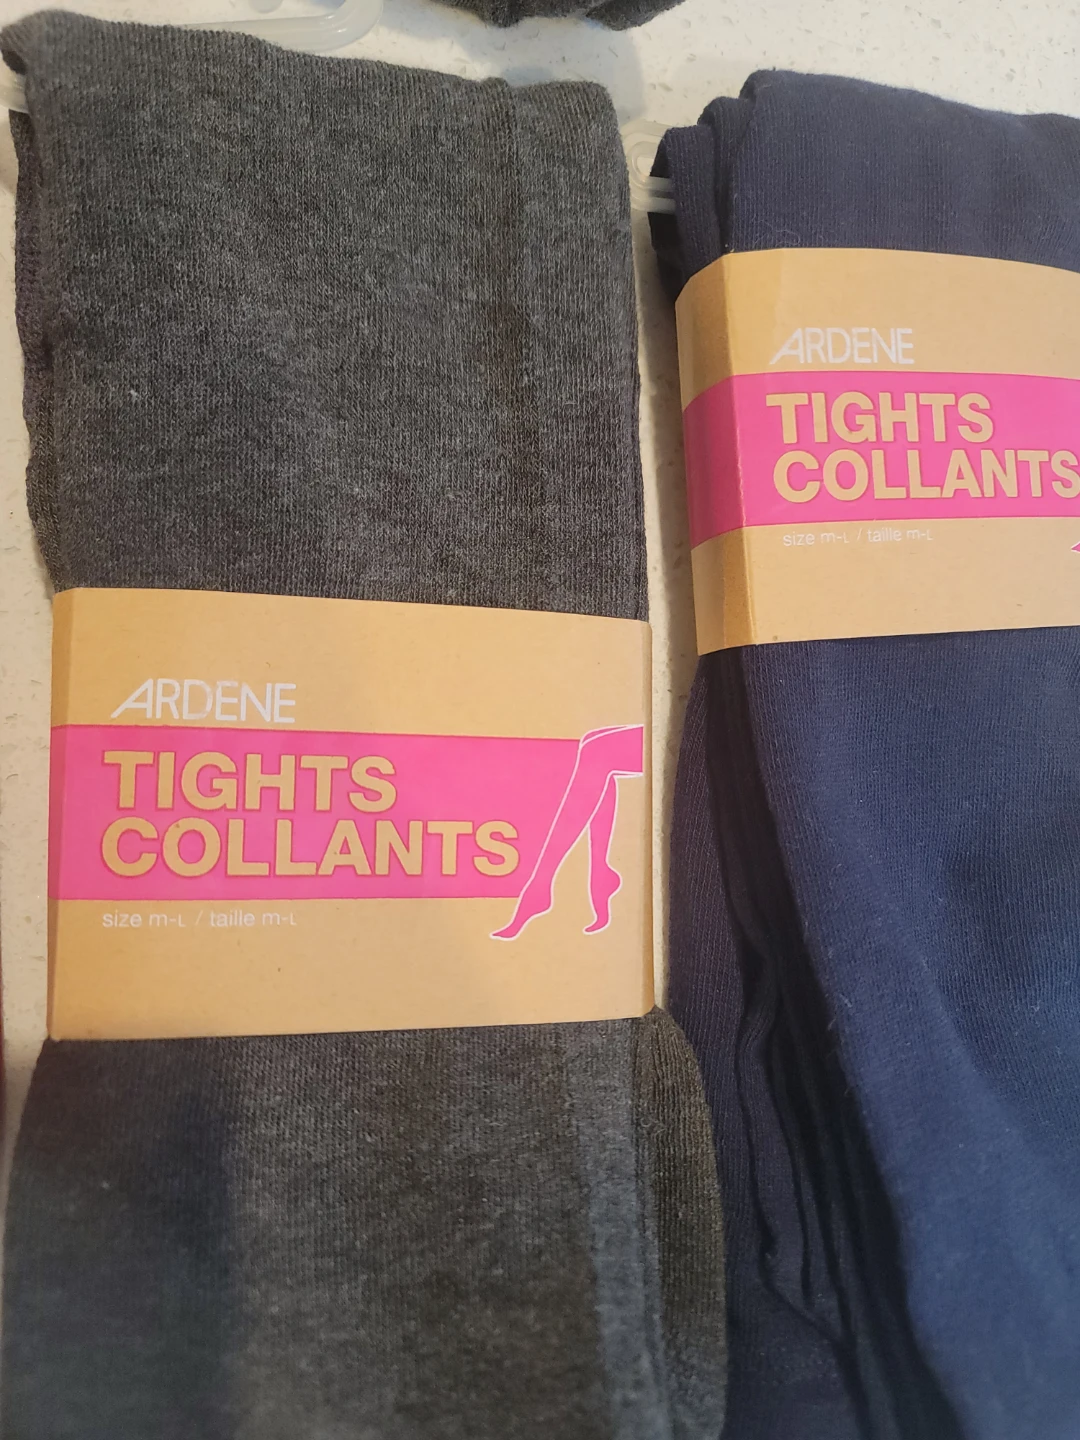 ARDENE
TIGHTS
COLLANTS
size m-L / taille m-L
ARDENE
TIGHTS
COLLANTS
size m-L / taille m-L